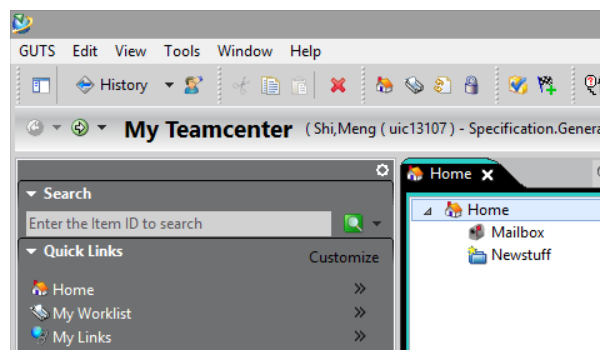 GUTS Edit View Tools Window Help
History
My Teamcenter ( Shi,Meng ( uic13107 ) - Specification.Genera
Home
Search
Enter the Item ID to search
Quick Links
Customize
Home
My Worklist
My Links
Home
Mailbox
Newstuff